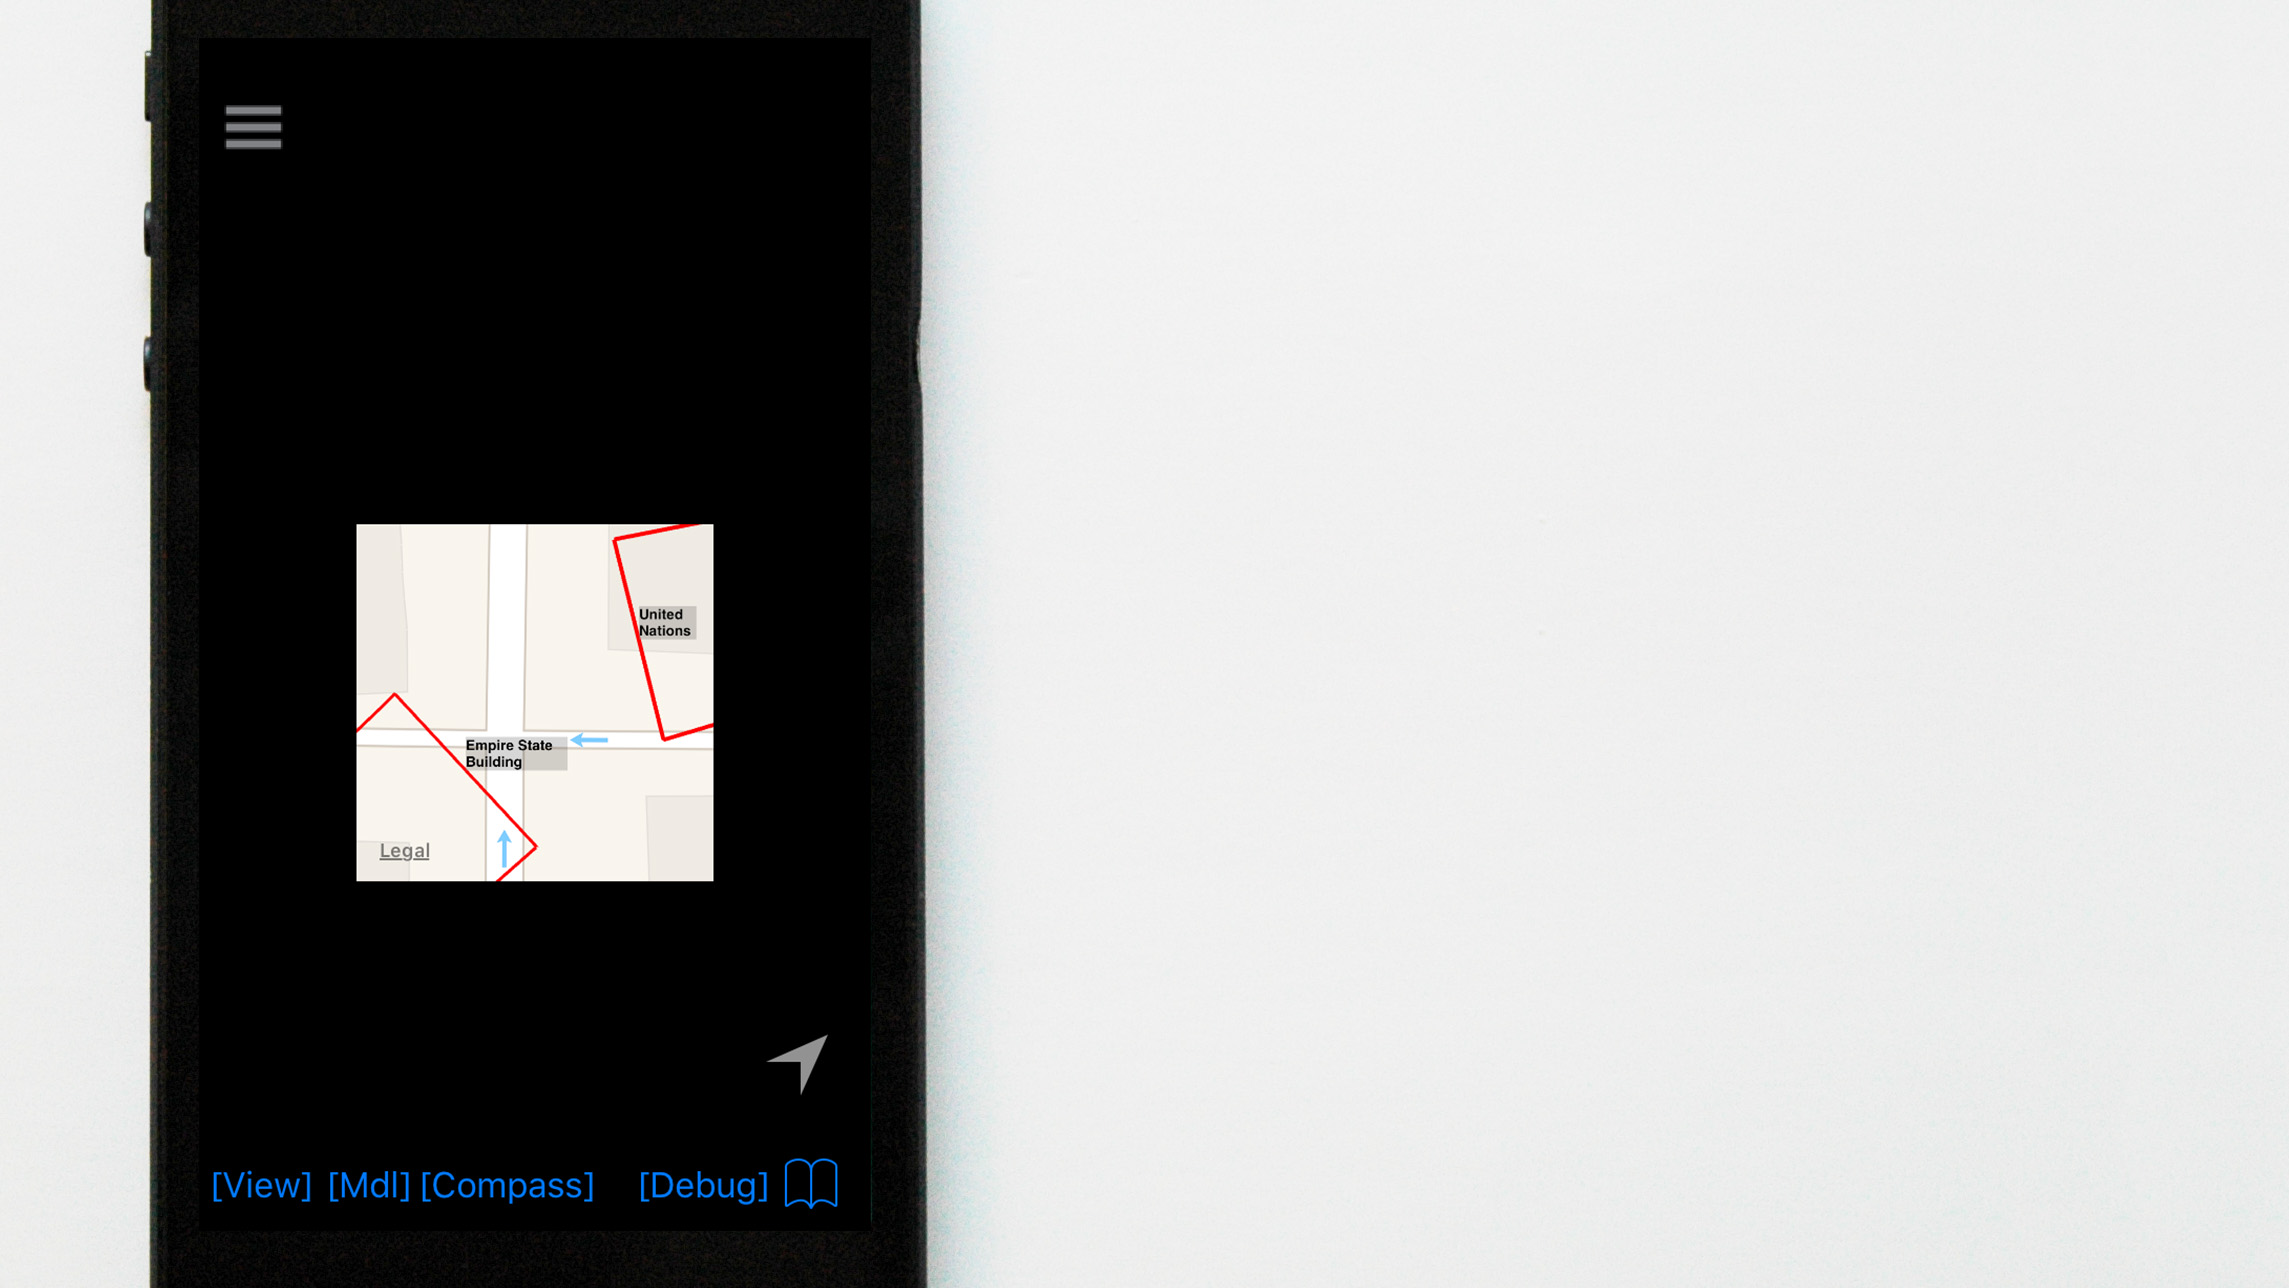 United
Nations
Empire State
Building
Legal
[View] [Mdl] [Compass] [Debug]